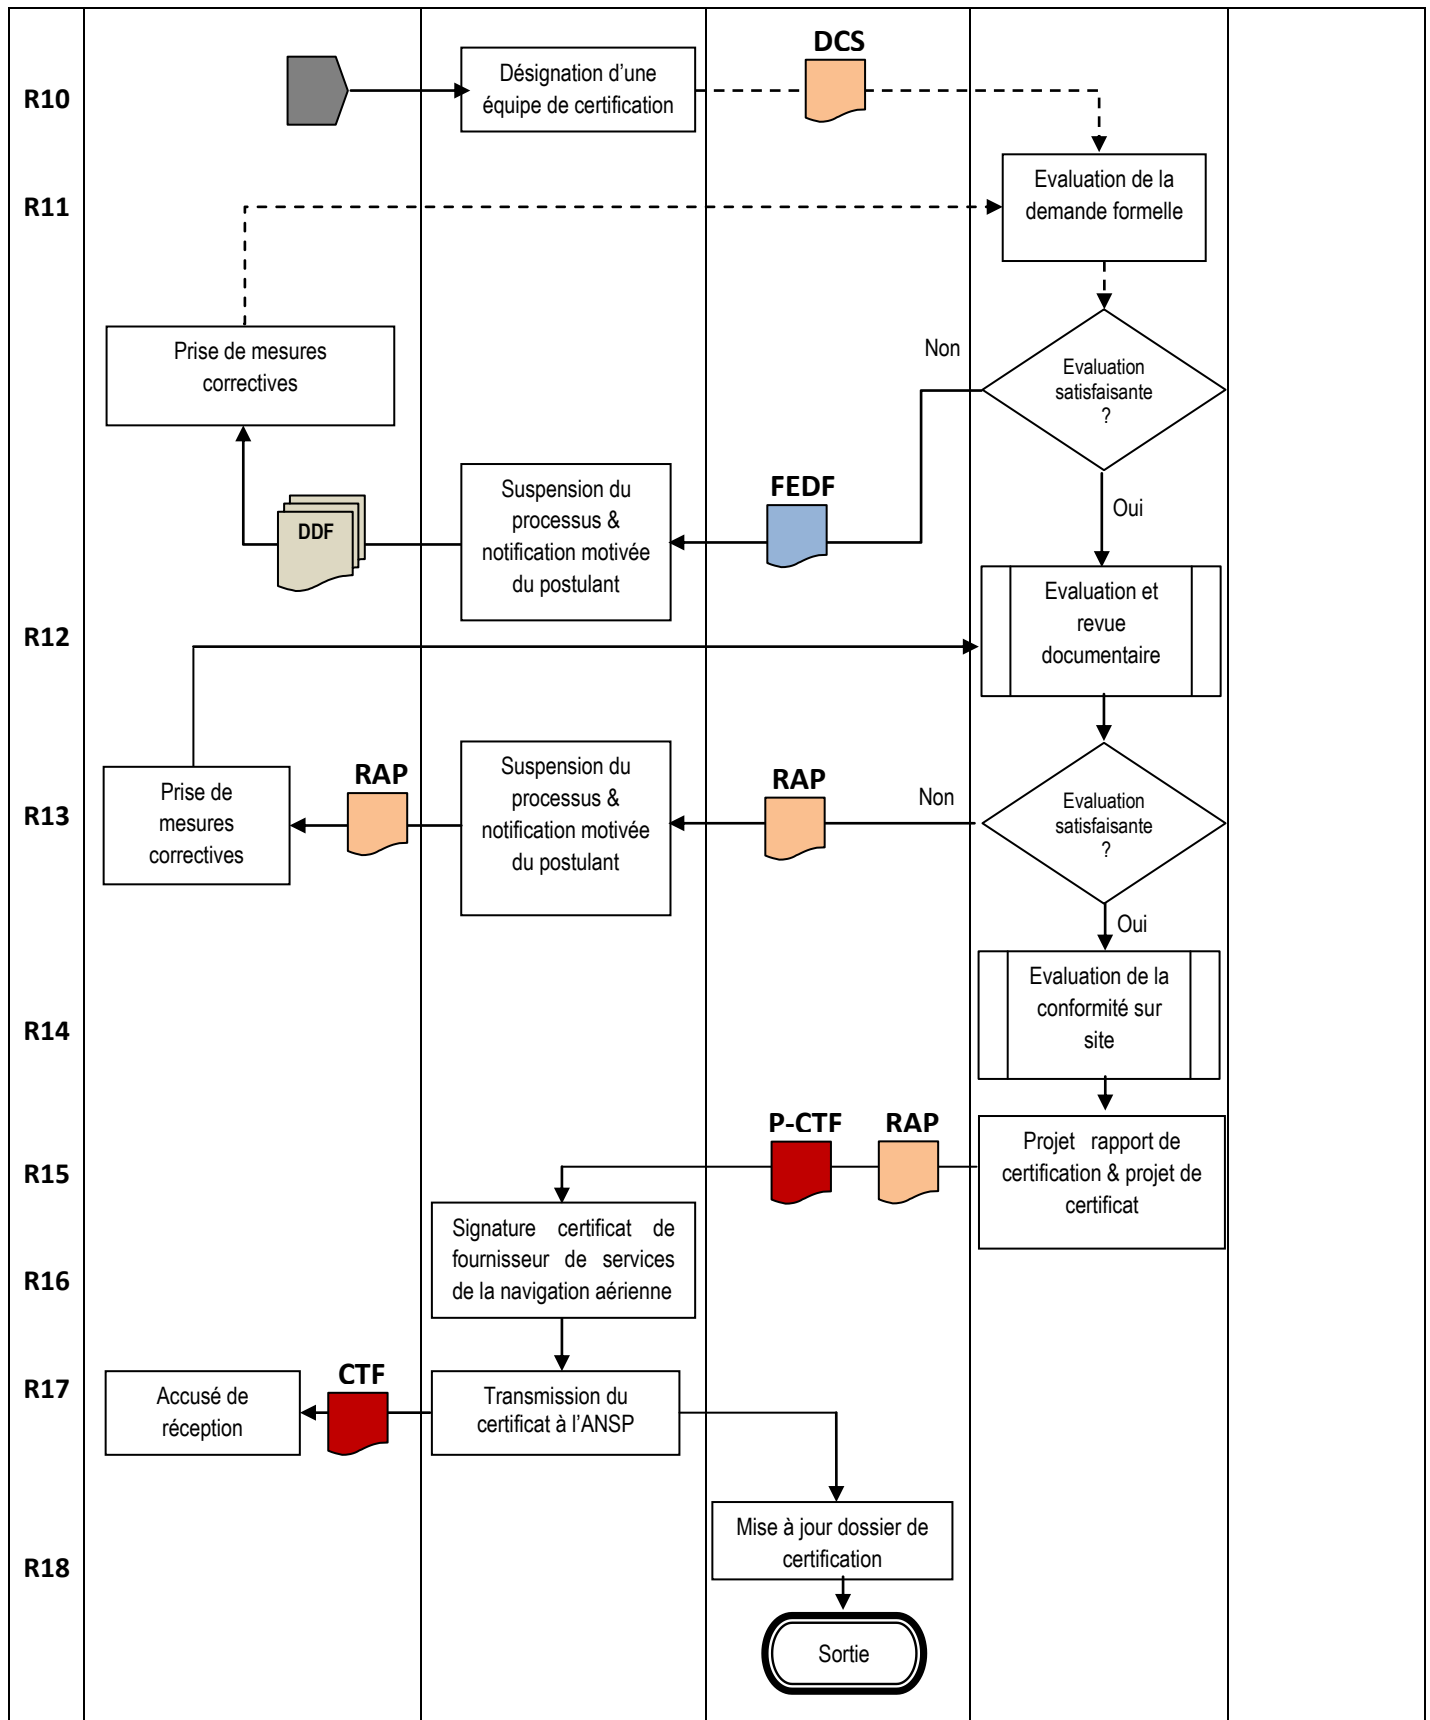 DCS
R10
Désignation d’une
équipe de certification
R11
Evaluation de la
demande formelle
Prise de mesures
correctives
Non
Evaluation
satisfaisante
?
Oui
FEDF
Suspension du
processus &
notification motivée
du postulant
DDF
R12
Evaluation et
revue
documentaire
R13
Prise de
mesures
correctives
RAP
Suspension du
processus &
notification motivée
du postulant
RAP
Non
Evaluation
satisfaisante
?
Oui
R14
Evaluation de la
conformité sur
site
R15
P-CTF
RAP
Projet rapport de
certification & projet de
certificat
R16
Signature certificat de
fournisseur de services
de la navigation aérienne
R17
Accusé de
réception
CTF
Transmission du
certificat à l’ANSP
R18
Mise à jour dossier de
certification
Sortie